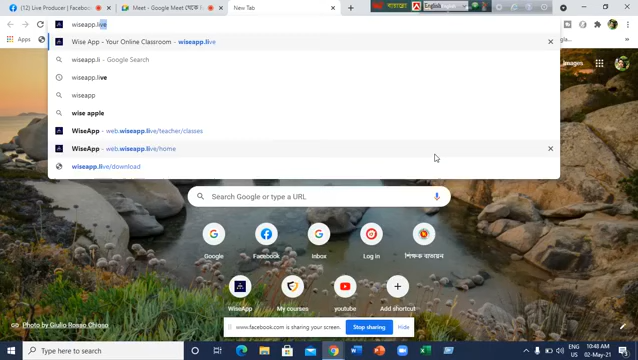 (12) Live Producer | Facebook
Meet - Google Meet
New Tab
English
wiseapp.live
Apps
Wise App - Your Online Classroom - wiseapp.live
wiseapp.li - Google Search
wiseapp.live
wiseapp
wise apple
WiseApp - web.wiseapp.live/teacher/classes
WiseApp - web.wiseapp.live/home
wiseapp.live/download
Images
Search Google or type a URL
Google
Facebook
Inbox
Log in
শিক্ষক বাতায়ন
WiseApp
My courses
youtube
Add shortcut
Photo by Giulio Rosso Chioso
www.facebook.com is sharing your screen.
Stop sharing
Hide
Type here to search
ENG
US
10:48 AM
02-May-21